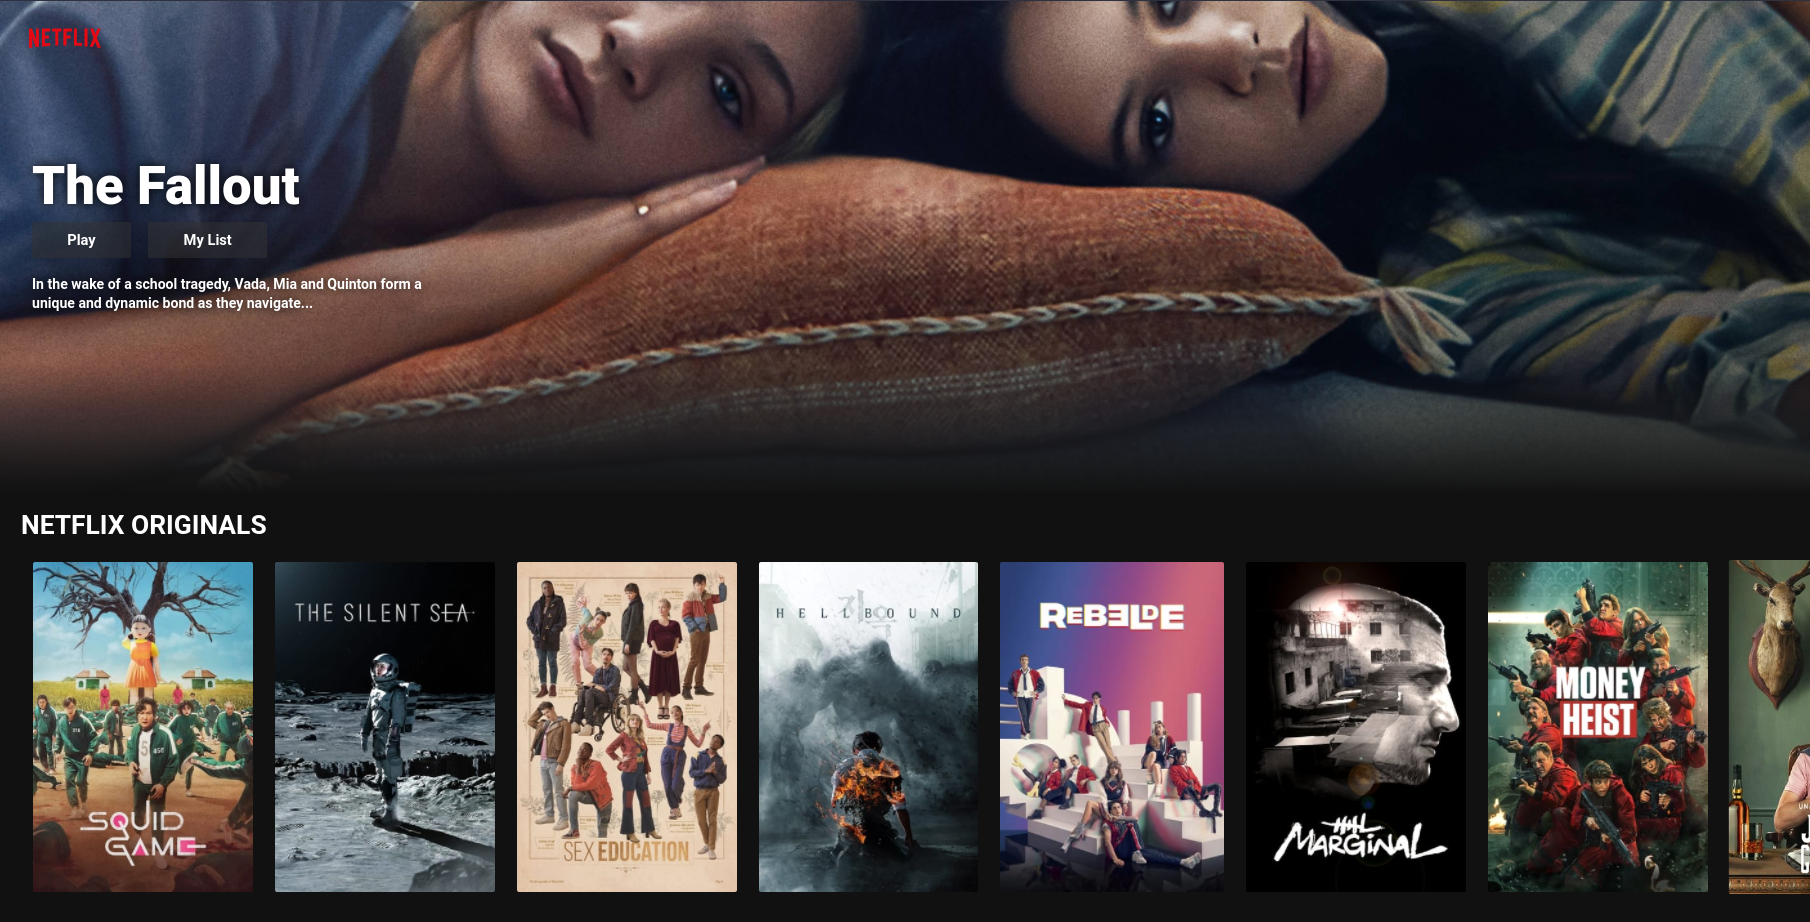 NETFLIX
The Fallout
Play
My List
In the wake of a school tragedy, Vada, Mia and Quinton form a
unique and dynamic bond as they navigate...
NETFLIX ORIGINALS
SQUID
GAME
THE SILENT SEA
SEX EDUCATION
HELLBOUND
REBELDE
MARGINAL
MONEY
HEIST